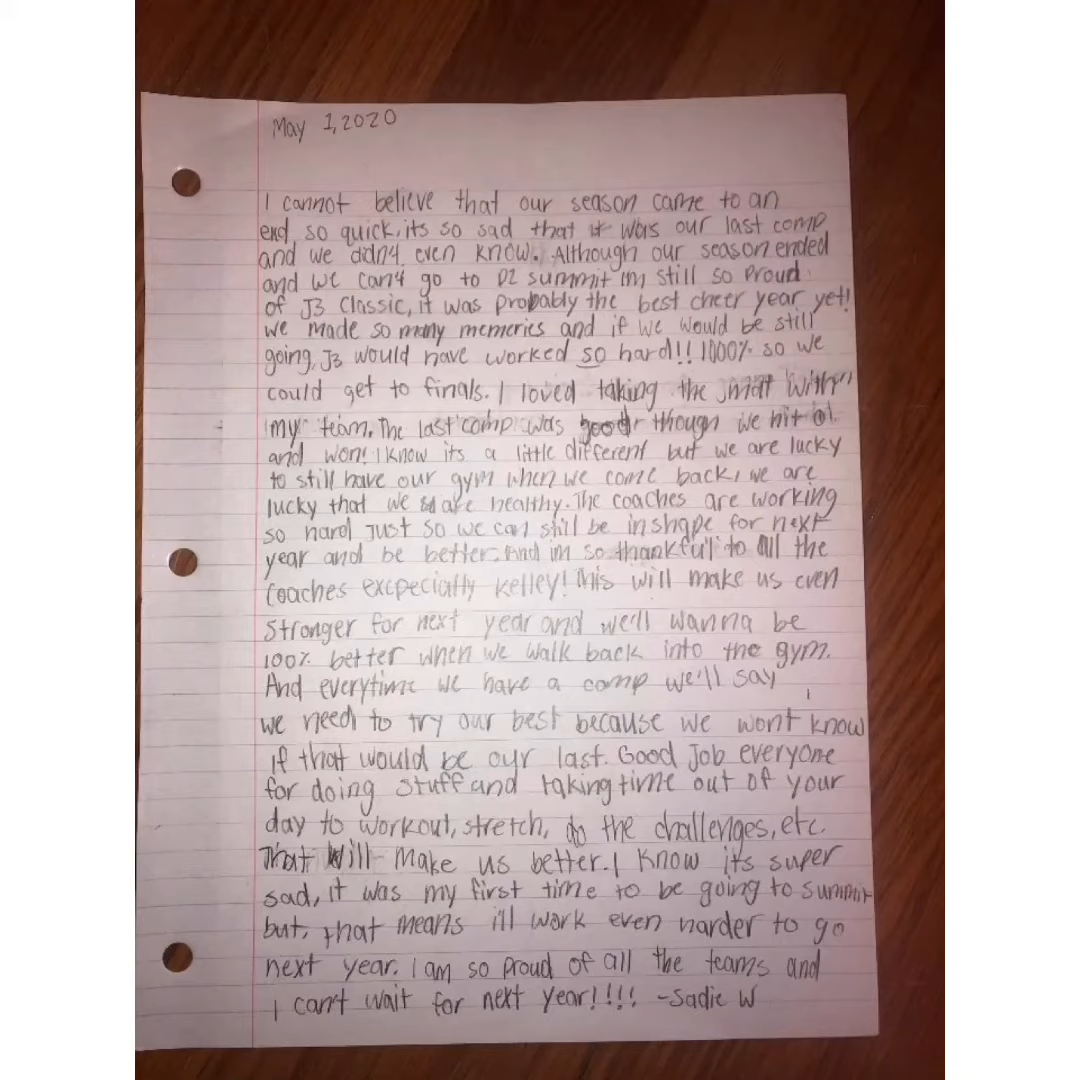 May 1,2020
I cannot believe that our season came to an
end so quick, its so sad that it was our last comp
and we didn4 even know. Although our season ended
and we can4 go to D2 summit im still so proud
of J3 Classic, it was probably the best cheer year yet!
we made so many memeries and if we would be still
going, J3 would have worked so hard!! 1000% so we
could get to finals. I loved taking the mat with
my team. The last comp was good though we hit
and won! I know its a little different but we are lucky
to still have our gym when we come back, we are
lucky that we are healthy. The coaches are working
so hard just so we can still be in shape for next
year and be better. And im so thankful to all the
coaches excpecially kelley! This will make us even
stronger for next year and we'll wanna be
100% better when we walk back into the gym.
And everytime we have a comp we'll say
we need to try our best because we wont know
if that would be our last. Good Job everyone
for doing stuff and taking time out of your
day to workout, stretch, do the challenges, etc.
That will make us better. I know its super
sad, it was my first time to be going to summit
but, that means ill work even harder to go
next year. I am so proud of all the teams and
I can't wait for next year!!!! -Sadie W